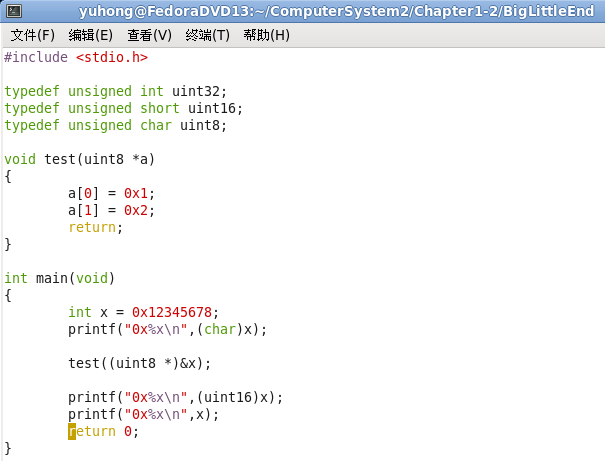 yuhong@FedoraDVD13:~/ComputerSystem2/Chapter1-2/BigLittleEnd
文件(F) 编辑(E) 查看(V) 终端(T) 帮助(H)
#include <stdio.h>

typedef unsigned int uint32;
typedef unsigned short uint16;
typedef unsigned char uint8;

void test(uint8 *a)
{
        a[0] = 0x1;
        a[1] = 0x2;
        return;
}

int main(void)
{
        int x = 0x12345678;
        printf("0x%x\n",(char)x);

        test((uint8 *)&x);

        printf("0x%x\n",(uint16)x);
        printf("0x%x\n",x);
        return 0;
}